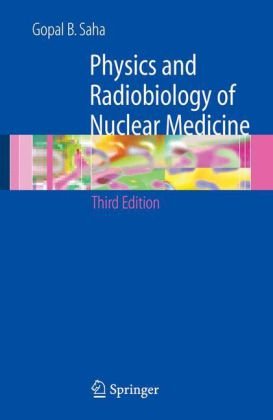 Gopal B. Saha
Physics and
Radiobiology of
Nuclear Medicine
Third Edition
Springer